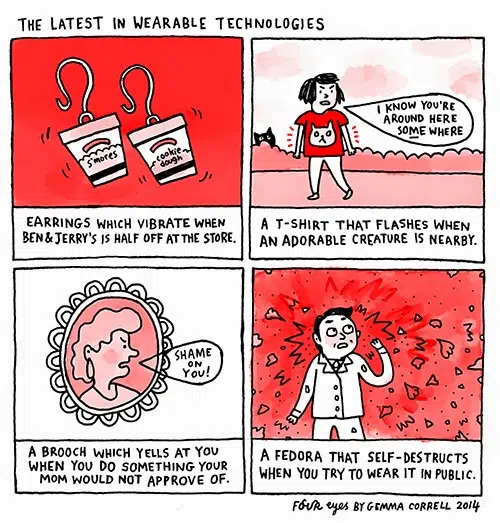 THE LATEST IN WEARABLE TECHNOLOGIES
s'mores
cookie
dough
EARRINGS WHICH VIBRATE WHEN
BEN & JERRY'S IS HALF OFF AT THE STORE.
I KNOW YOU'RE
AROUND HERE
SOME WHERE
A T-SHIRT THAT FLASHES WHEN
AN ADORABLE CREATURE IS NEARBY.
SHAME
ON
YOU!
A BROOCH WHICH YELLS AT YOU
WHEN YOU DO SOMETHING YOUR
MOM WOULD NOT APPROVE OF.
A FEDORA THAT SELF-DESTRUCTS
WHEN YOU TRY TO WEAR IT IN PUBLIC.
FOUR eyes BY GEMMA CORRELL 2014